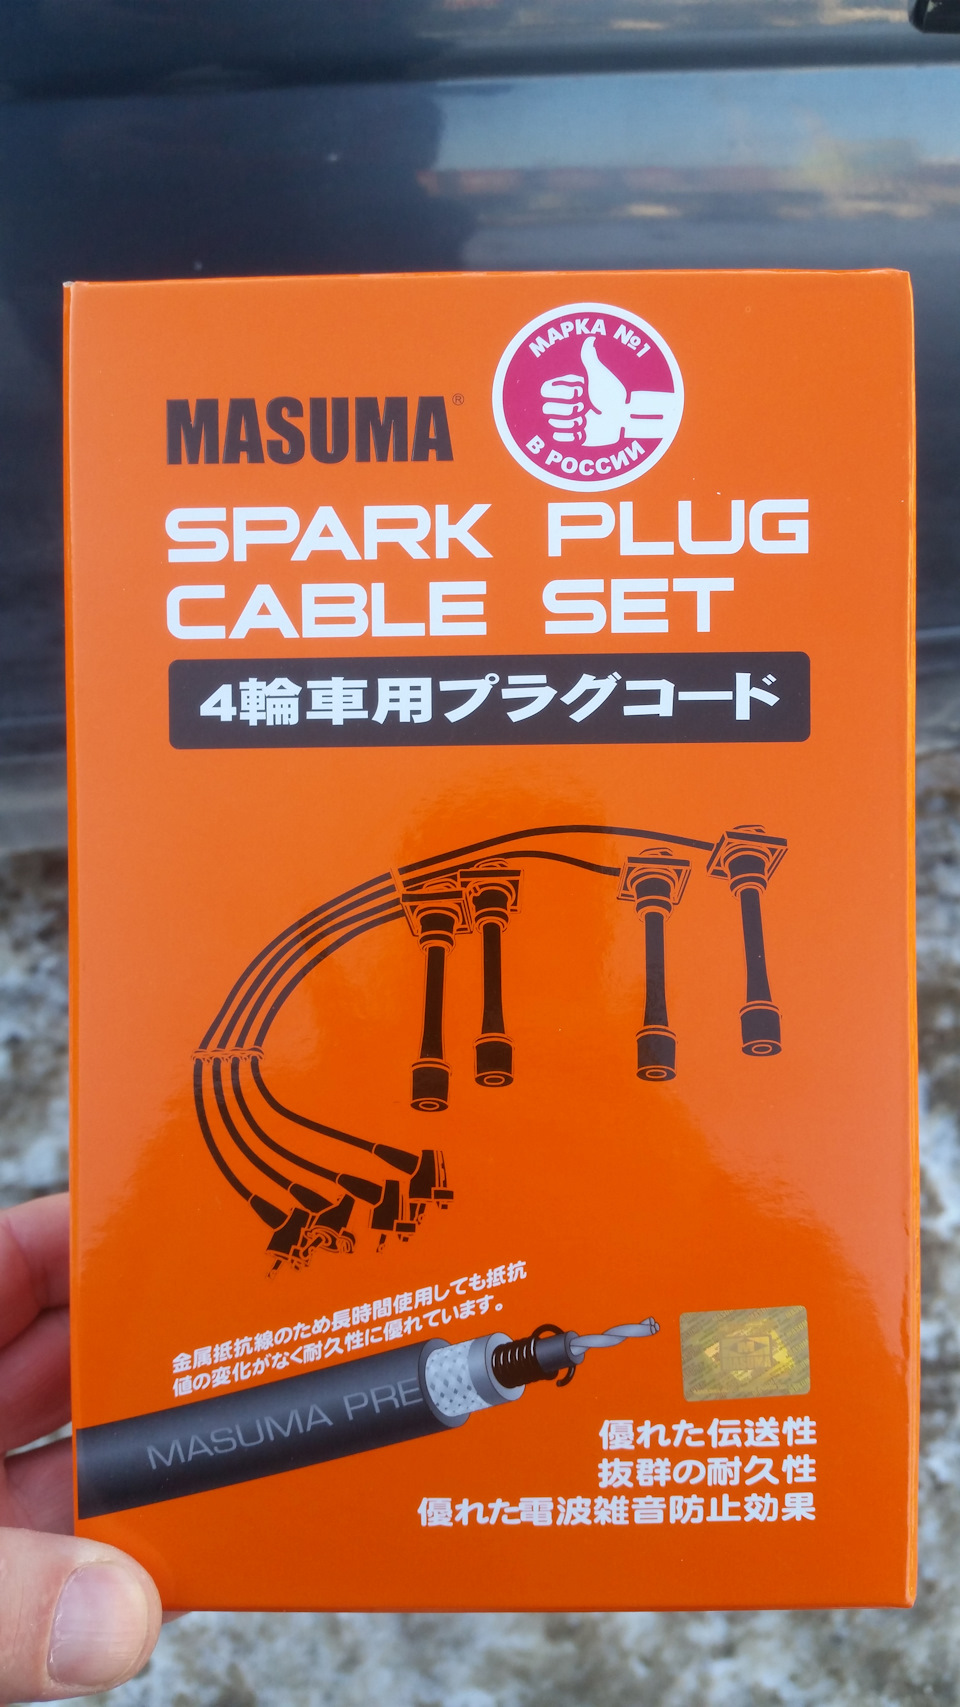 МАРКА №1
В РОССИИ
MASUMA®
SPARK PLUG
CABLE SET
4輪車用プラグコード
金属抵抗線のため長時間使用しても抵抗
値の変化がなく耐久性に優れています。
MASUMA PRE
優れた伝送性
抜群の耐久性
優れた電波雑音防止効果